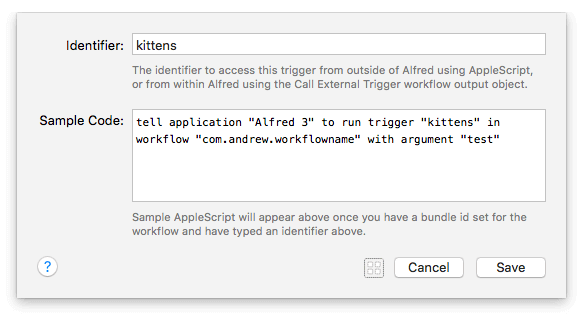 Identifier: kittens
The identifier to access this trigger from outside of Alfred using AppleScript,
or from within Alfred using the Call External Trigger workflow output object.
Sample Code: tell application "Alfred 3" to run trigger "kittens" in
workflow "com.andrew.workflowname" with argument "test"
Sample AppleScript will appear above once you have a bundle id set for the
workflow and have typed an identifier above.
? Cancel Save